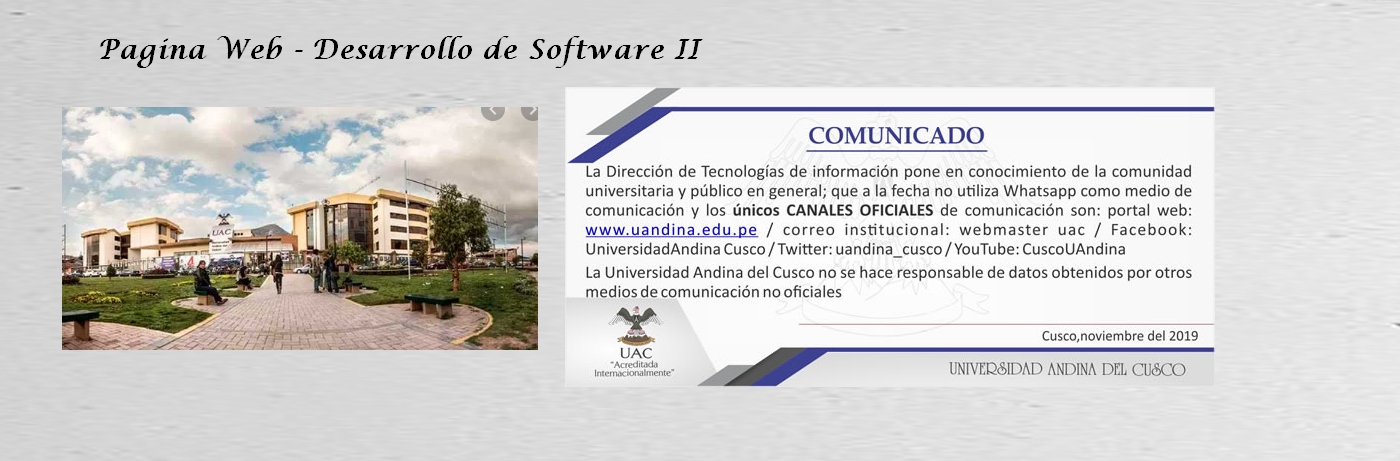 Pagina Web - Desarrollo de Software II
UAC
COMUNICADO
La Dirección de Tecnologías de información pone en conocimiento de la comunidad
universitaria y público en general; que a la fecha no utiliza Whatsapp como medio de
comunicación y los únicos CANALES OFICIALES de comunicación son: portal web:
www.uandina.edu.pe / correo institucional: webmaster uac / Facebook:
UniversidadAndina Cusco / Twitter: uandina_cusco / YouTube: CuscoUAndina
La Universidad Andina del Cusco no se hace responsable de datos obtenidos por otros
medios de comunicación no oficiales
Cusco,noviembre del 2019
UAC
"Acreditada
Internacionalmente"
UNIVERSIDAD ANDINA DEL CUSCO